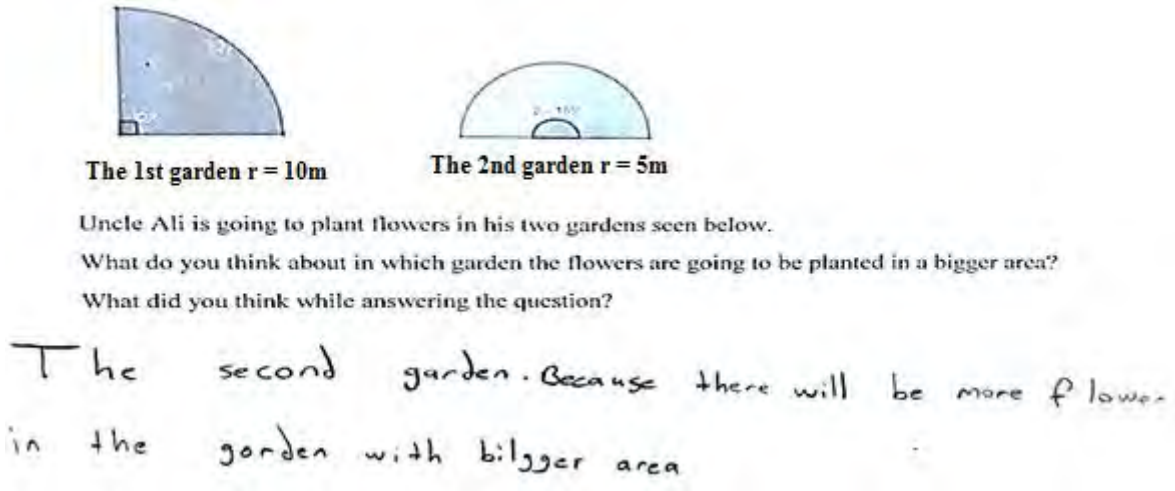 The 1st garden r = 10m
The 2nd garden r = 5m
Uncle Ali is going to plant flowers in his two gardens seen below.
What do you think about in which garden the flowers are going to be planted in a bigger area?
What did you think while answering the question?
The second garden. Because there will be more flower
in the gorden with bilgger area